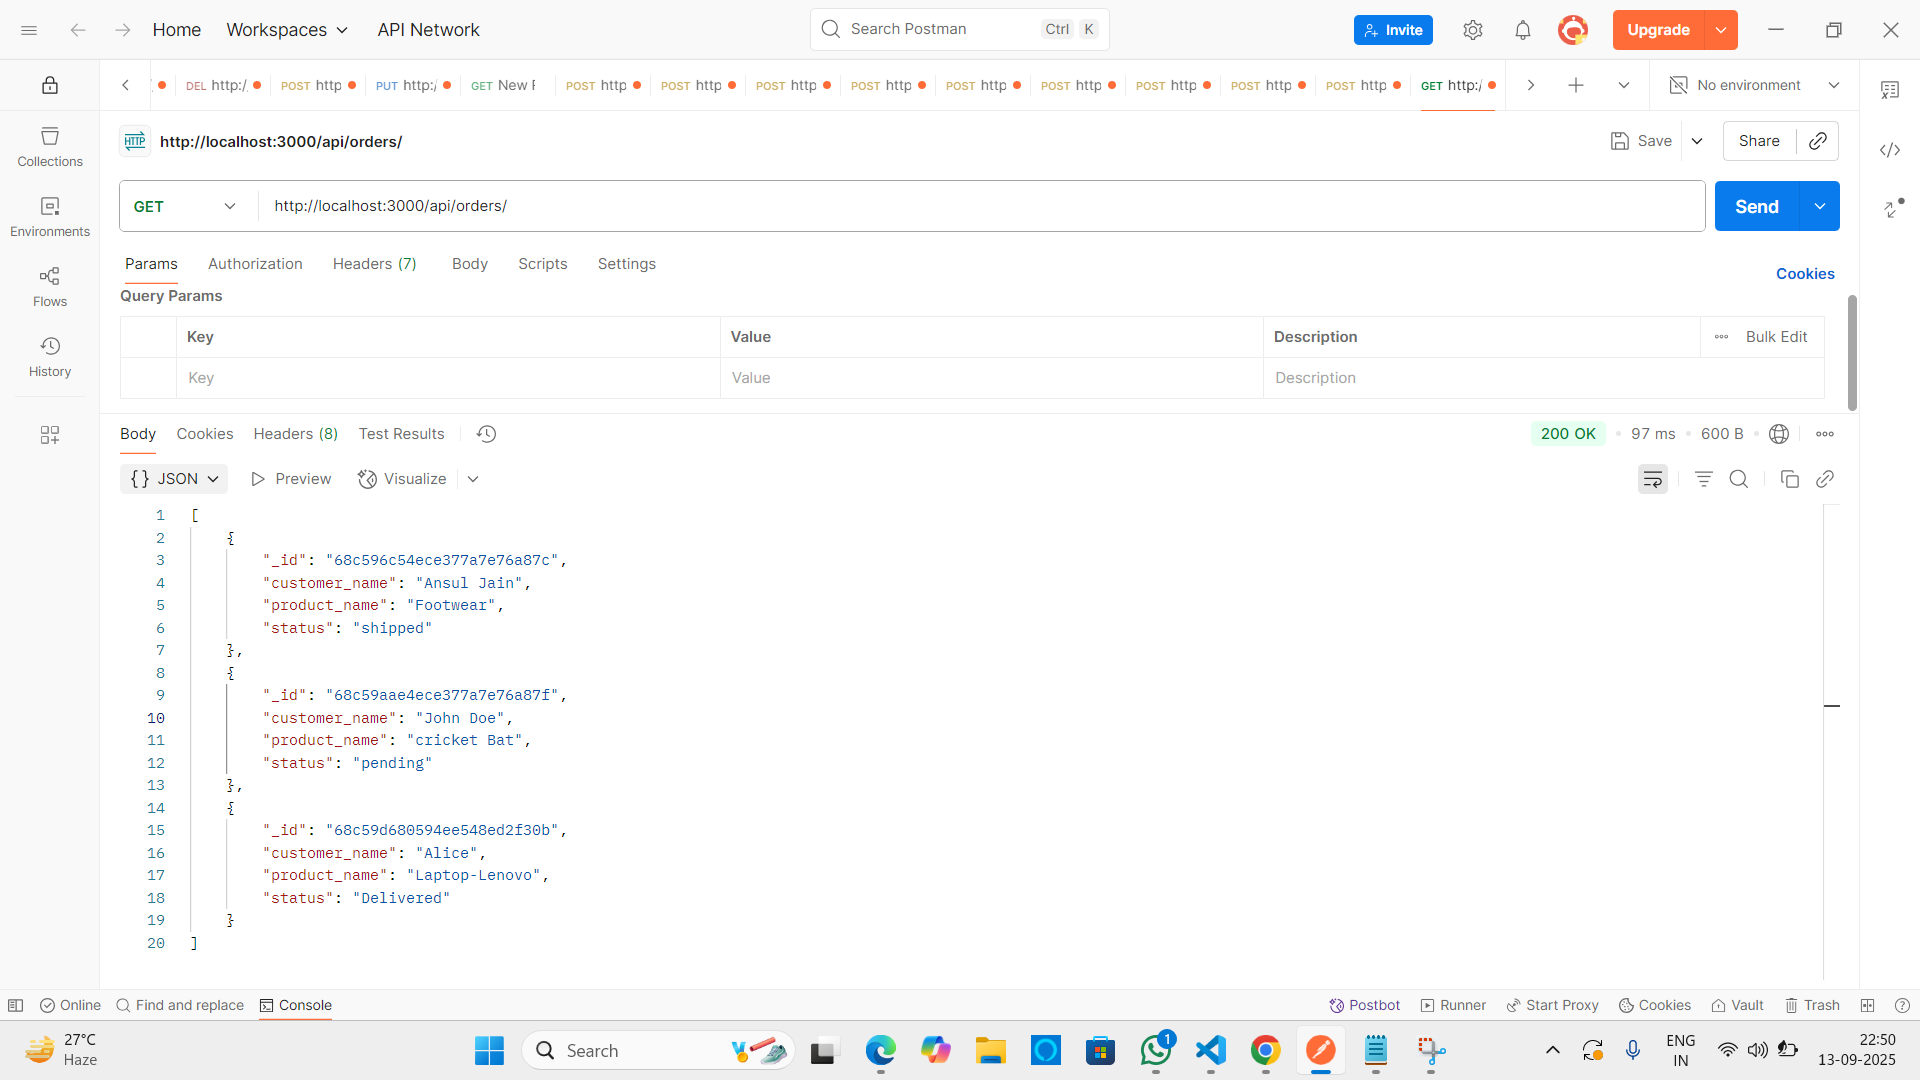 Home Workspaces API Network Search Postman Ctrl K Invite Upgrade
DEL http:/ POST http PUT http:/ GET New F POST http POST http POST http POST http POST http POST http POST http POST http POST http GET http:/ No environment
HTTP http://localhost:3000/api/orders/ Save Share
GET http://localhost:3000/api/orders/ Send
Params Authorization Headers (7) Body Scripts Settings Cookies
Query Params
Key Value Description Bulk Edit
Key Value Description
Collections
Environments
Flows
History
Body Cookies Headers (8) Test Results 200 OK 97 ms 600 B
{} JSON Preview Visualize
1 [
2 {
3 "_id": "68c596c54ece377a7e76a87c",
4 "customer_name": "Ansul Jain",
5 "product_name": "Footwear",
6 "status": "shipped"
7 },
8 {
9 "_id": "68c59aae4ece377a7e76a87f",
10 "customer_name": "John Doe",
11 "product_name": "cricket Bat",
12 "status": "pending"
13 },
14 {
15 "_id": "68c59d680594ee548ed2f30b",
16 "customer_name": "Alice",
17 "product_name": "Laptop-Lenovo",
18 "status": "Delivered"
19 }
20 ]
Online Find and replace Console Postbot Runner Start Proxy Cookies Vault Trash
27°C
Haze
Search
1
ENG
IN
22:50
13-09-2025